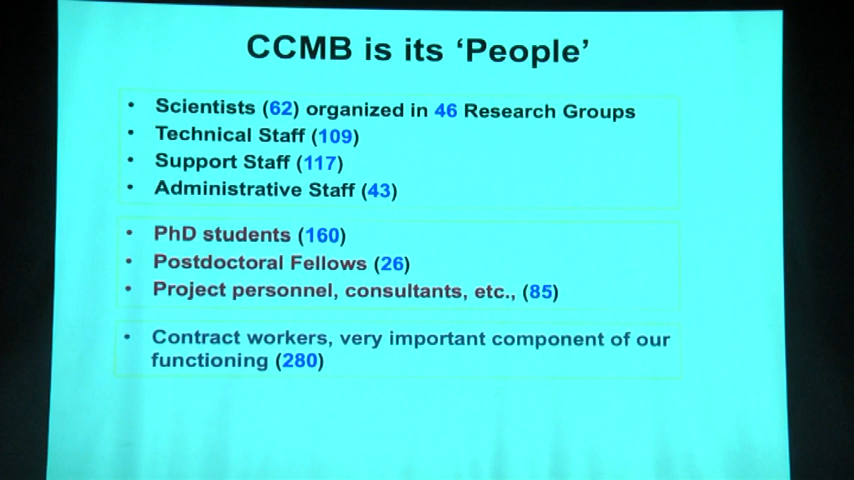 CCMB is its ‘People’
• Scientists (62) organized in 46 Research Groups
• Technical Staff (109)
• Support Staff (117)
• Administrative Staff (43)
• PhD students (160)
• Postdoctoral Fellows (26)
• Project personnel, consultants, etc., (85)
• Contract workers, very important component of our
functioning (280)